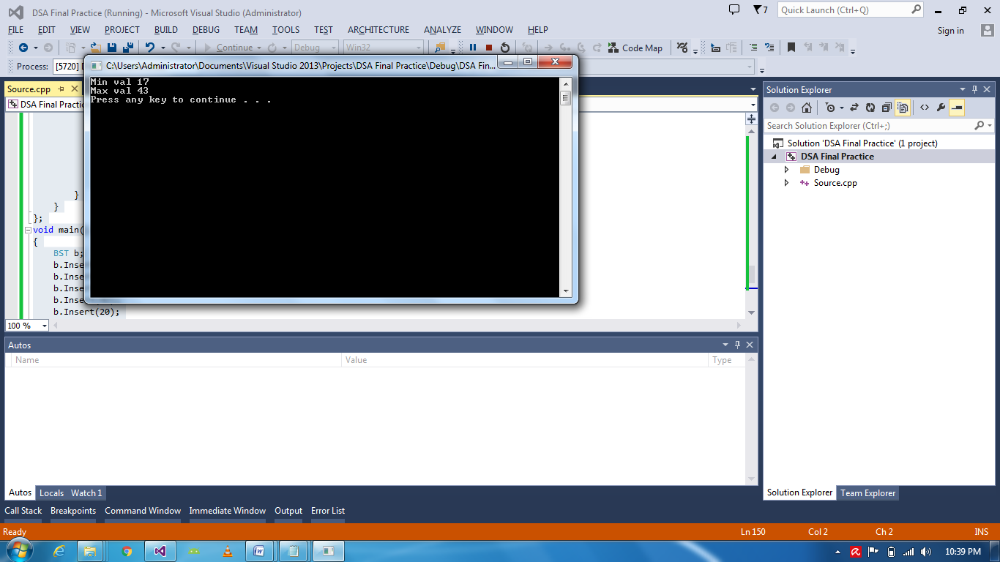 DSA Final Practice (Running) - Microsoft Visual Studio (Administrator)
7
Quick Launch (Ctrl+Q)
FILE EDIT VIEW PROJECT BUILD DEBUG TEAM TOOLS TEST ARCHITECTURE ANALYZE WINDOW HELP
Sign in
Continue Debug Win32 Code Map
Process: [5720]
C:\Users\Administrator\Documents\Visual Studio 2013\Projects\DSA Final Practice\Debug\DSA Fin...
Min val 17
Max val 43
Press any key to continue . . .
Source.cpp
DSA Final Practic
}
}
};
void main(
{
BST b;
b.Inse
b.Inse
b.Inse
b.Inse
b.Insert(20);
100 %
Solution Explorer
Search Solution Explorer (Ctrl+;)
Solution 'DSA Final Practice' (1 project)
DSA Final Practice
Debug
Source.cpp
Autos
Name Value Type
Autos Locals Watch 1
Solution Explorer Team Explorer
Call Stack Breakpoints Command Window Immediate Window Output Error List
Ready Ln 150 Col 2 Ch 2 INS
10:39 PM